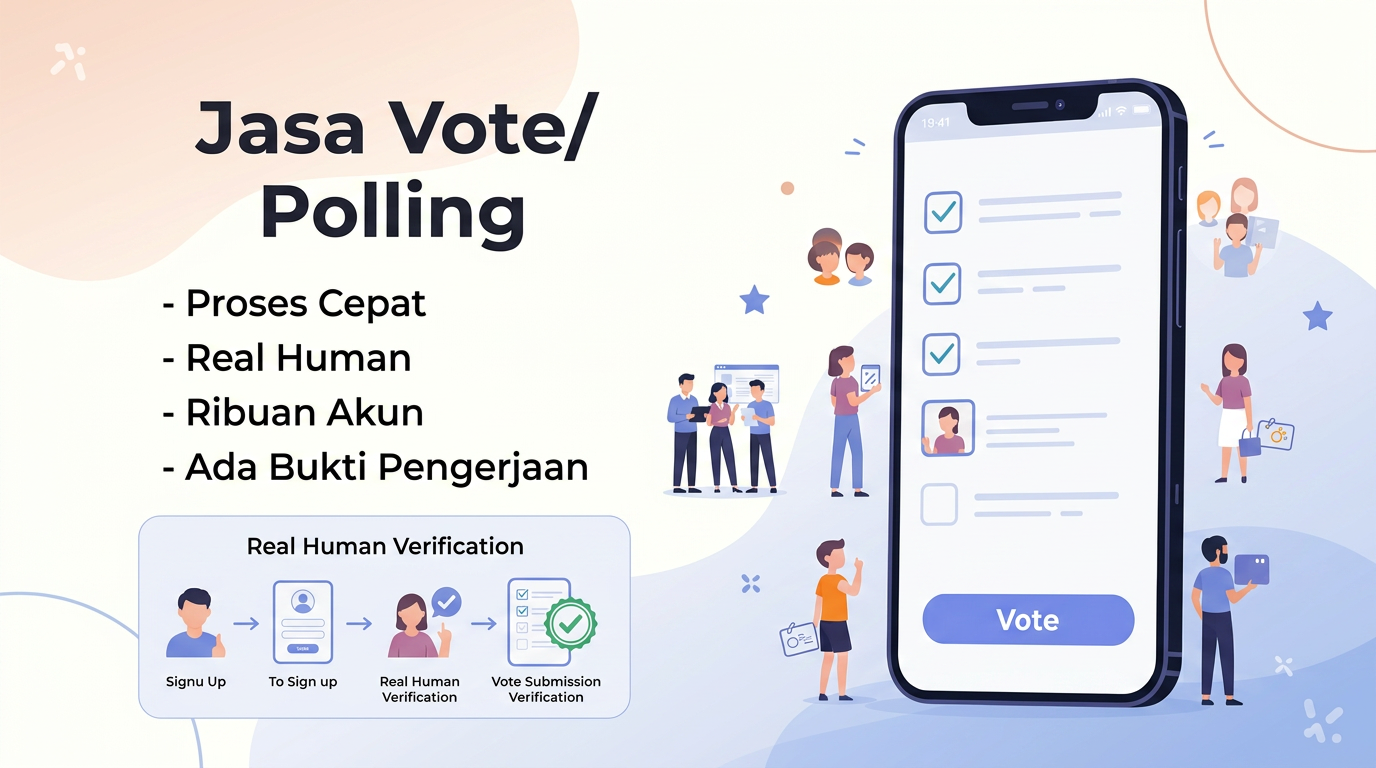 Jasa Vote/
Polling
- Proses Cepat
- Real Human
- Ribuan Akun
- Ada Bukti Pengerjaan
Real Human Verification
Signu Up
To Sign up
Real Human
Verification
Vote Submission
Verification
19:41
Vote